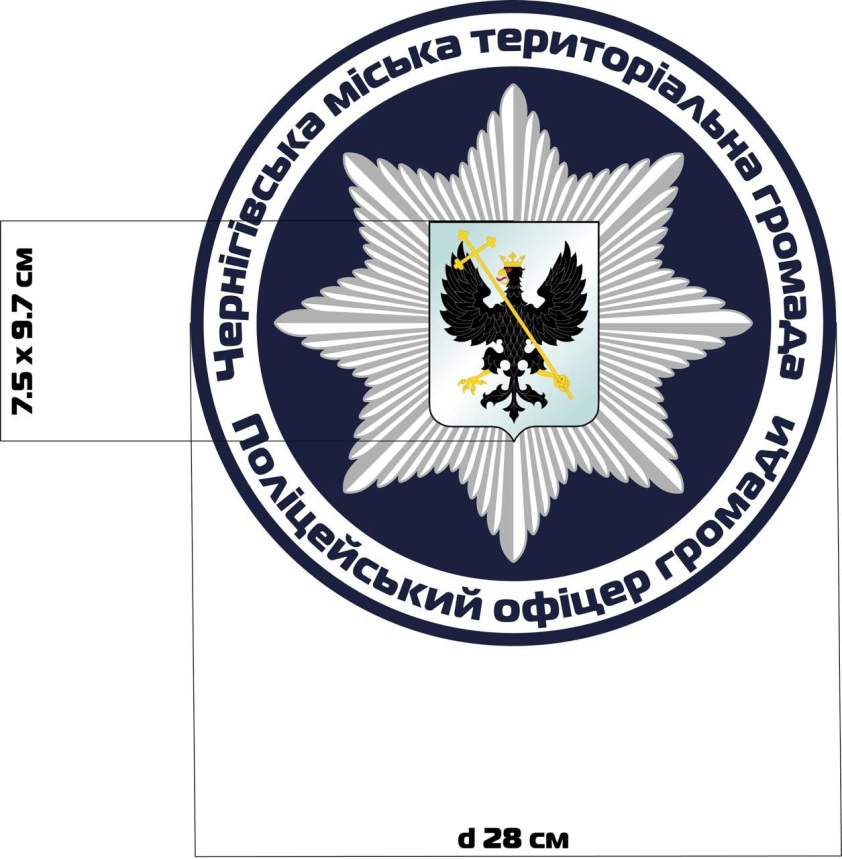 Чернігівська міська територіальна громада
7.5 x 9.7 см
Поліцейський офіцер громади
d 28 см